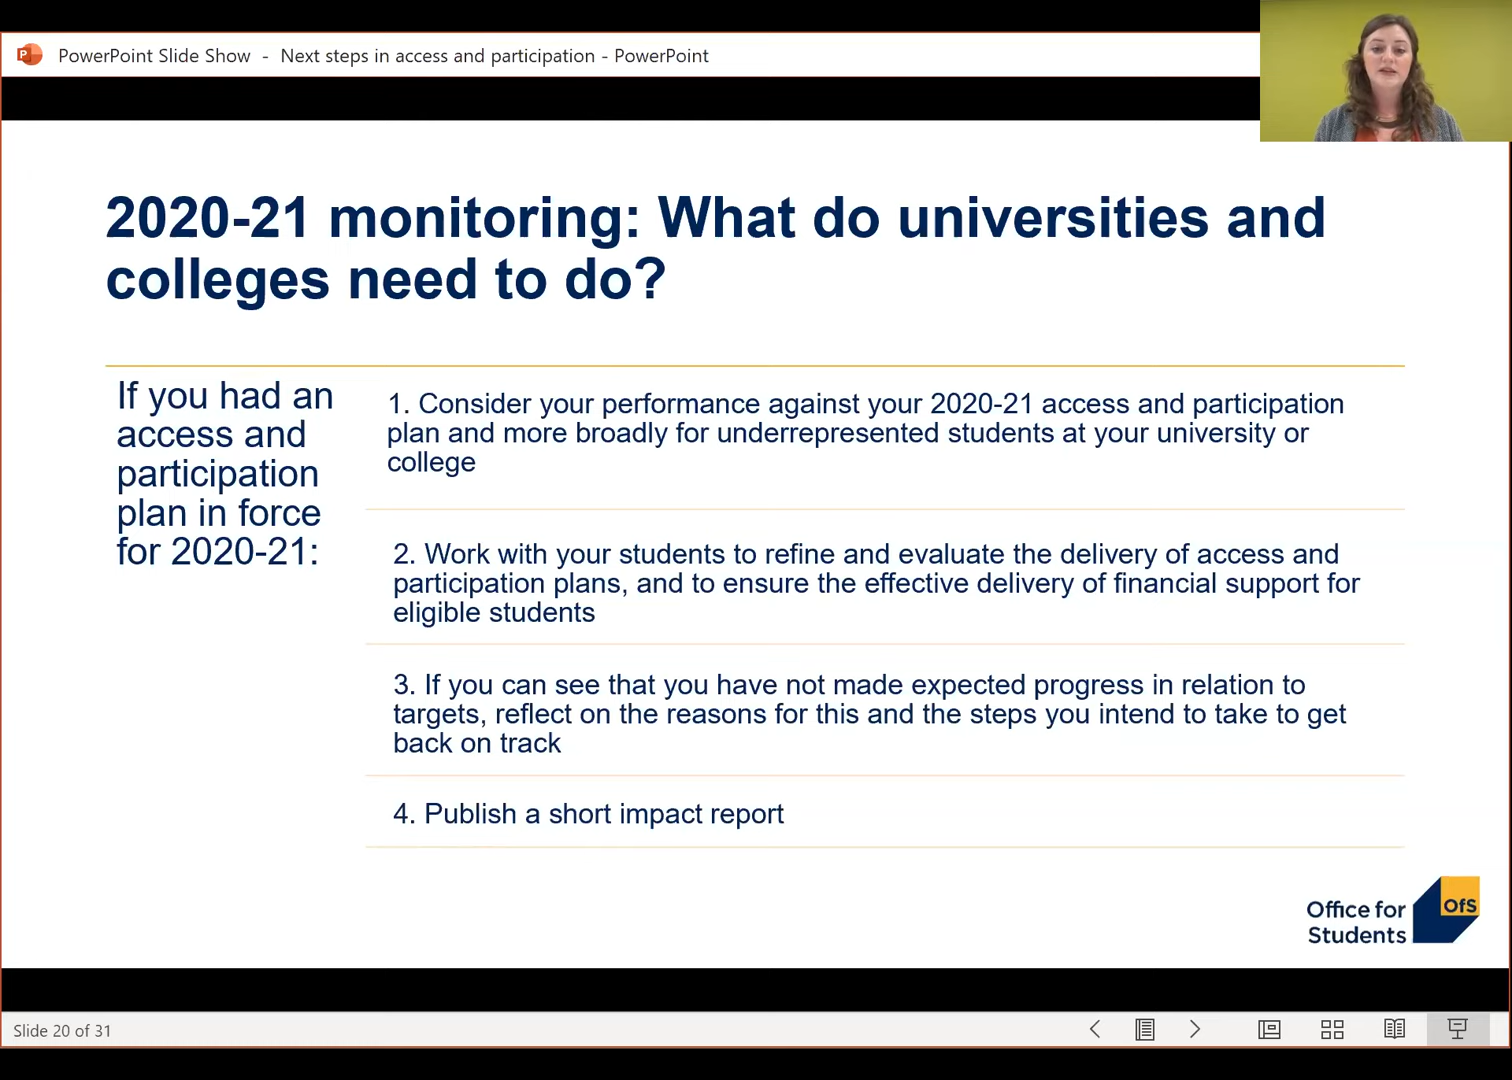 PowerPoint Slide Show - Next steps in access and participation - PowerPoint
2020-21 monitoring: What do universities and
colleges need to do?
If you had an
access and
participation
plan in force
for 2020-21:
1. Consider your performance against your 2020-21 access and participation
plan and more broadly for underrepresented students at your university or
college
2. Work with your students to refine and evaluate the delivery of access and
participation plans, and to ensure the effective delivery of financial support for
eligible students
3. If you can see that you have not made expected progress in relation to
targets, reflect on the reasons for this and the steps you intend to take to get
back on track
4. Publish a short impact report
Office for
Students
OfS
Slide 20 of 31